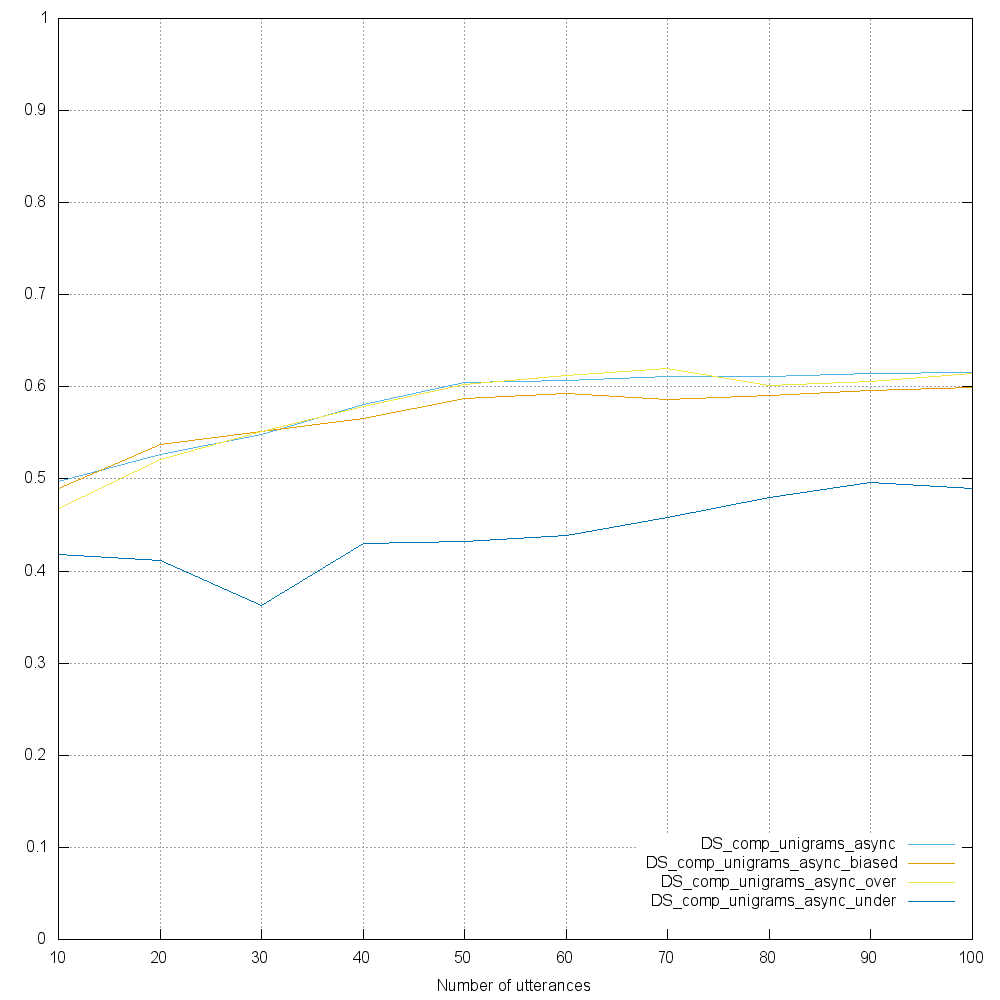 1
0.9
0.8
0.7
0.6
0.5
0.4
0.3
0.2
0.1
0
DS_comp_unigrams_async
DS_comp_unigrams_async_biased
DS_comp_unigrams_async_over
DS_comp_unigrams_async_under
10 20 30 40 50 60 70 80 90 100
Number of utterances